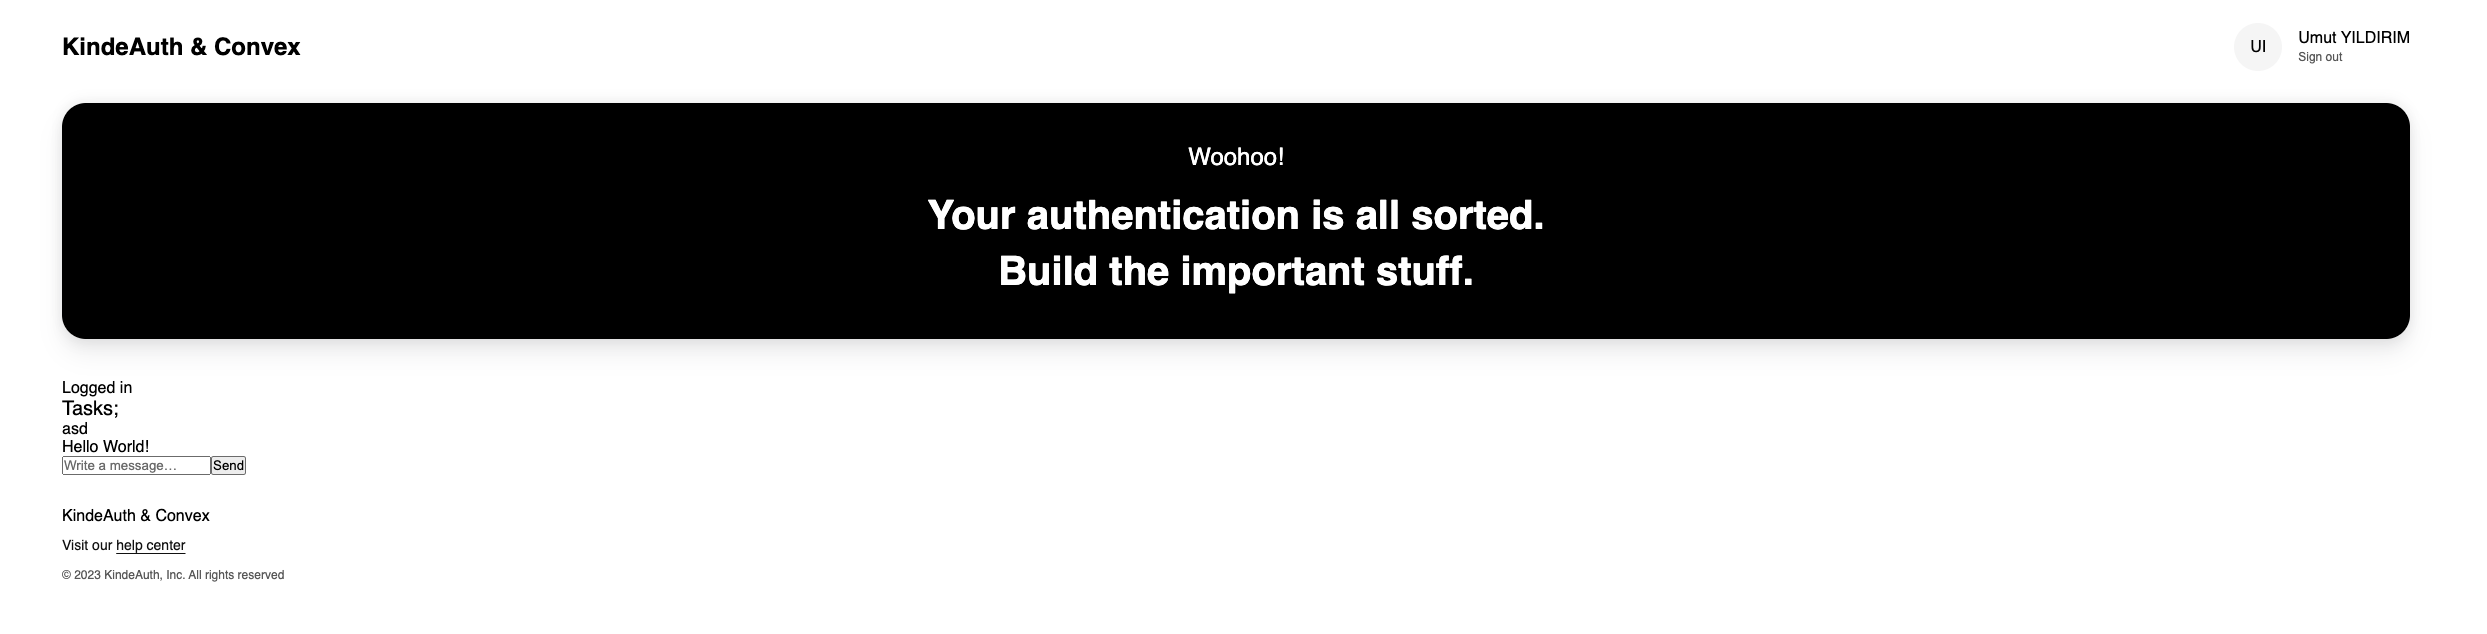 KindeAuth & Convex
UI
Umut YILDIRIM
Sign out
Woohoo!
Your authentication is all sorted.
Build the important stuff.
Logged in
Tasks;
asd
Hello World!
Write a message… Send
KindeAuth & Convex
Visit our help center
© 2023 KindeAuth, Inc. All rights reserved